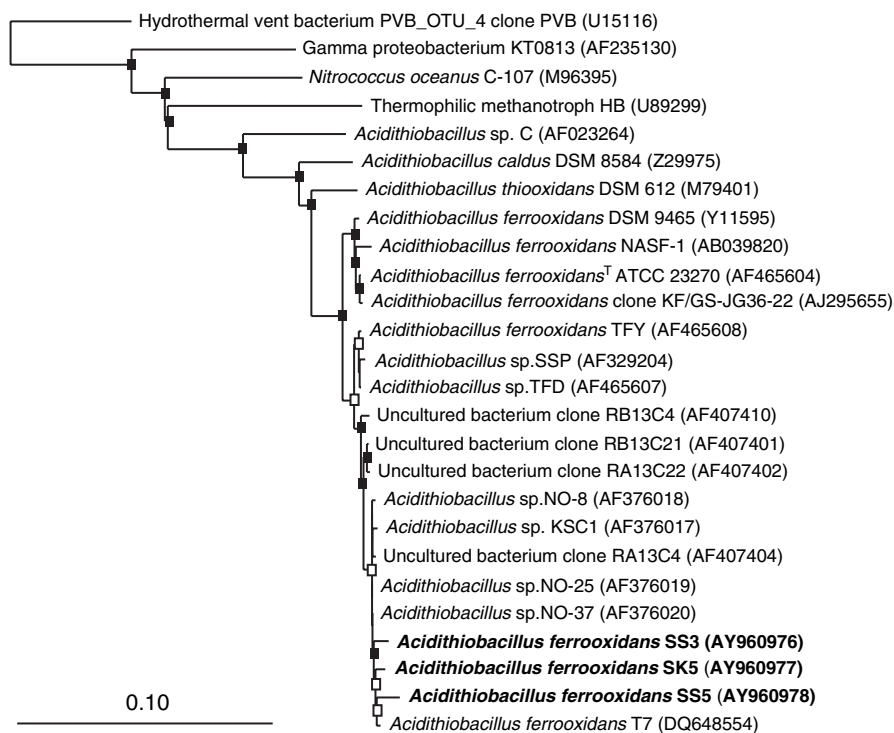 Hydrothermal vent bacterium PVB_OTU_4 clone PVB (U15116)
Gamma proteobacterium KT0813 (AF235130)
Nitrococcus oceanus C-107 (M96395)
Thermophilic methanotroph HB (U89299)
Acidithiobacillus sp. C (AF023264)
Acidithiobacillus caldus DSM 8584 (Z29975)
Acidithiobacillus thiooxidans DSM 612 (M79401)
Acidithiobacillus ferrooxidans DSM 9465 (Y11595)
Acidithiobacillus ferrooxidans NASF-1 (AB039820)
Acidithiobacillus ferrooxidansT ATCC 23270 (AF465604)
Acidithiobacillus ferrooxidans clone KF/GS-JG36-22 (AJ295655)
Acidithiobacillus ferrooxidans TFY (AF465608)
Acidithiobacillus sp.SSP (AF329204)
Acidithiobacillus sp.TFD (AF465607)
Uncultured bacterium clone RB13C4 (AF407410)
Uncultured bacterium clone RB13C21 (AF407401)
Uncultured bacterium clone RA13C22 (AF407402)
Acidithiobacillus sp.NO-8 (AF376018)
Acidithiobacillus sp. KSC1 (AF376017)
Uncultured bacterium clone RA13C4 (AF407404)
Acidithiobacillus sp.NO-25 (AF376019)
Acidithiobacillus sp.NO-37 (AF376020)
Acidithiobacillus ferrooxidans SS3 (AY960976)
Acidithiobacillus ferrooxidans SK5 (AY960977)
Acidithiobacillus ferrooxidans SS5 (AY960978)
0.10
Acidithiobacillus ferrooxidans T7 (DQ648554)